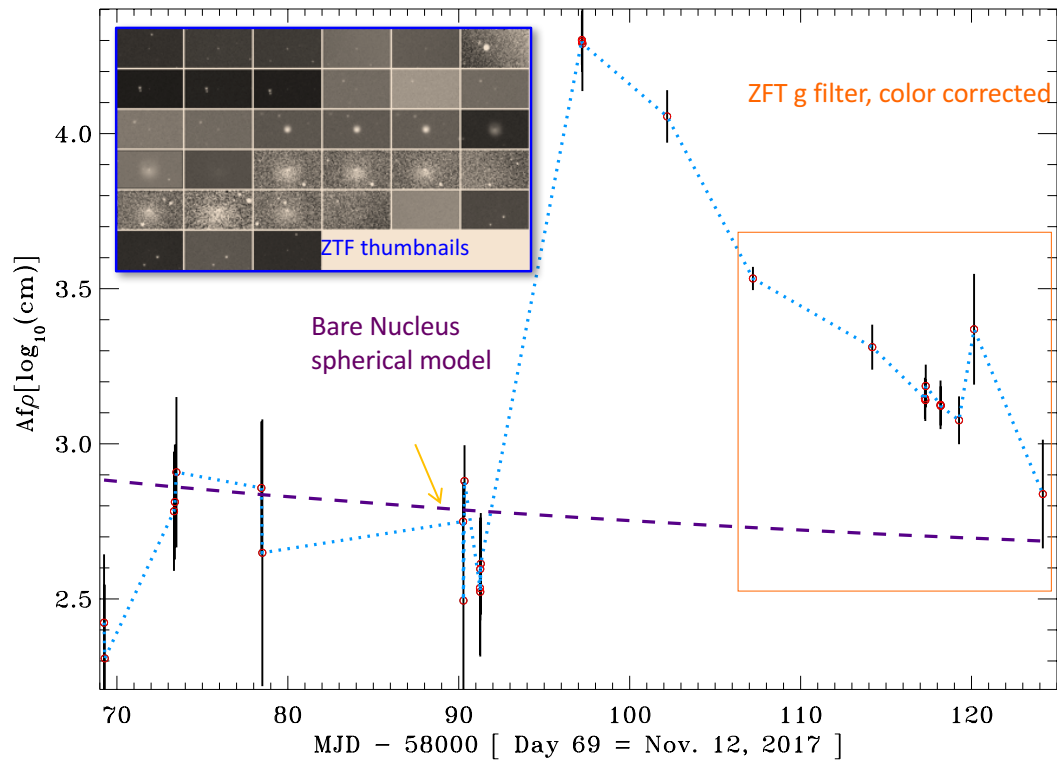 ZTF thumbnails
ZFT g filter, color corrected
Bare Nucleus
spherical model
Afρ[log10(cm)]
4.0
3.5
3.0
2.5
70 80 90 100 110 120
MJD - 58000 [ Day 69 = Nov. 12, 2017 ]